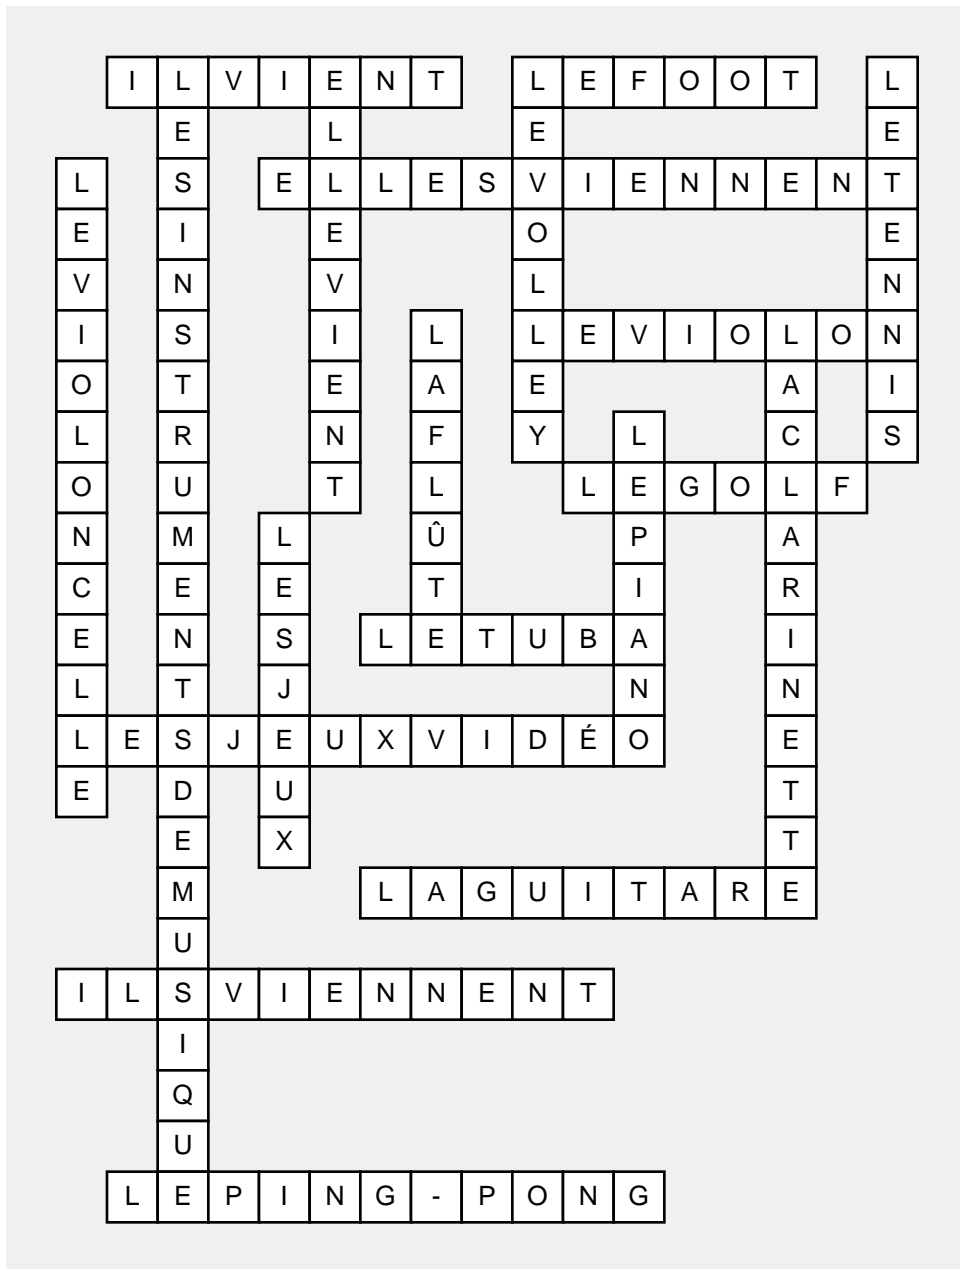 ILVIENT
LEFOOT
ELLESVIENNENT
LEVIOLON
LEGOLF
LETUBA
LESJEUXVIDÉO
LAGUITARE
ILSVIENNENT
LEPING-PONG
LESINSTRUMENTSDEMUSIQUE
ELLEVIENT
LEVOLLEY
LETENNIS
LEVIOLONCELLE
LAFLÛTE
LACLARINETTE
LEPIANO
LESJEUX